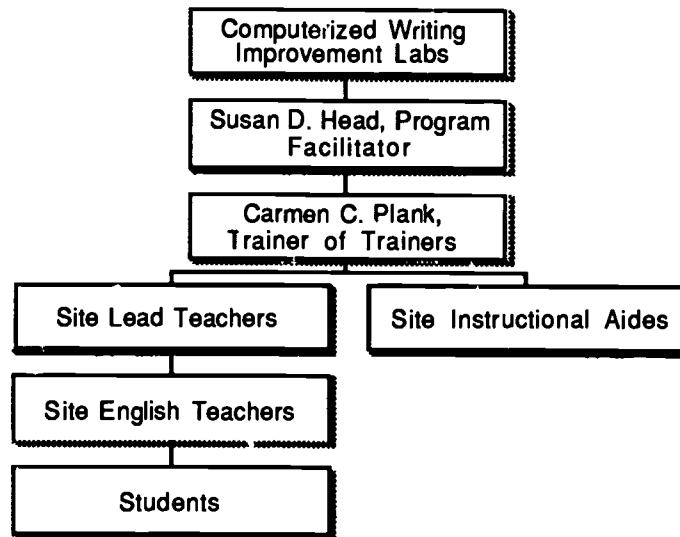 Computerized Writing
Improvement Labs
Susan D. Head, Program
Facilitator
Carmen C. Plank,
Trainer of Trainers
Site Lead Teachers
Site Instructional Aides
Site English Teachers
Students